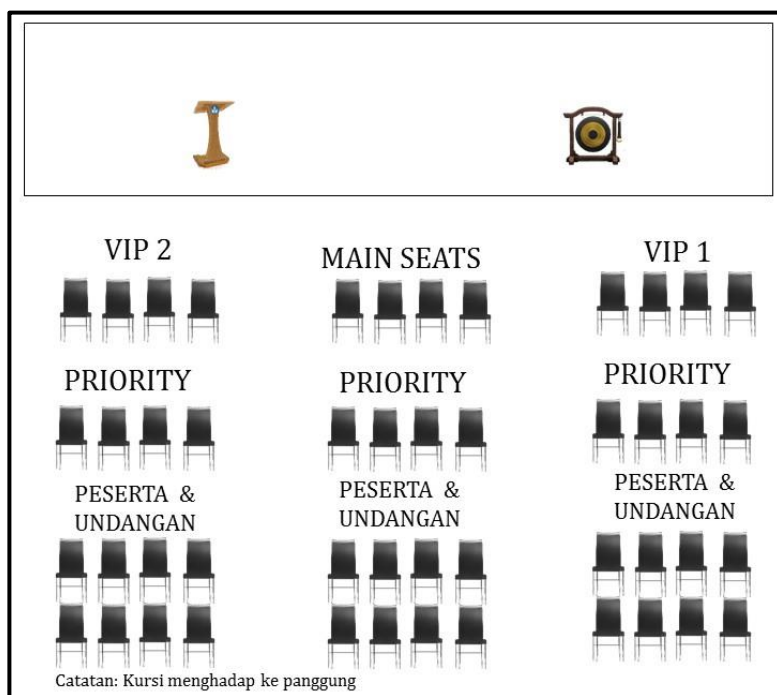 VIP 2
MAIN SEATS
VIP 1
PRIORITY
PRIORITY
PRIORITY
PESERTA & 
UNDANGAN
PESERTA & 
UNDANGAN
PESERTA & 
UNDANGAN
Catatan: Kursi menghadap ke panggung